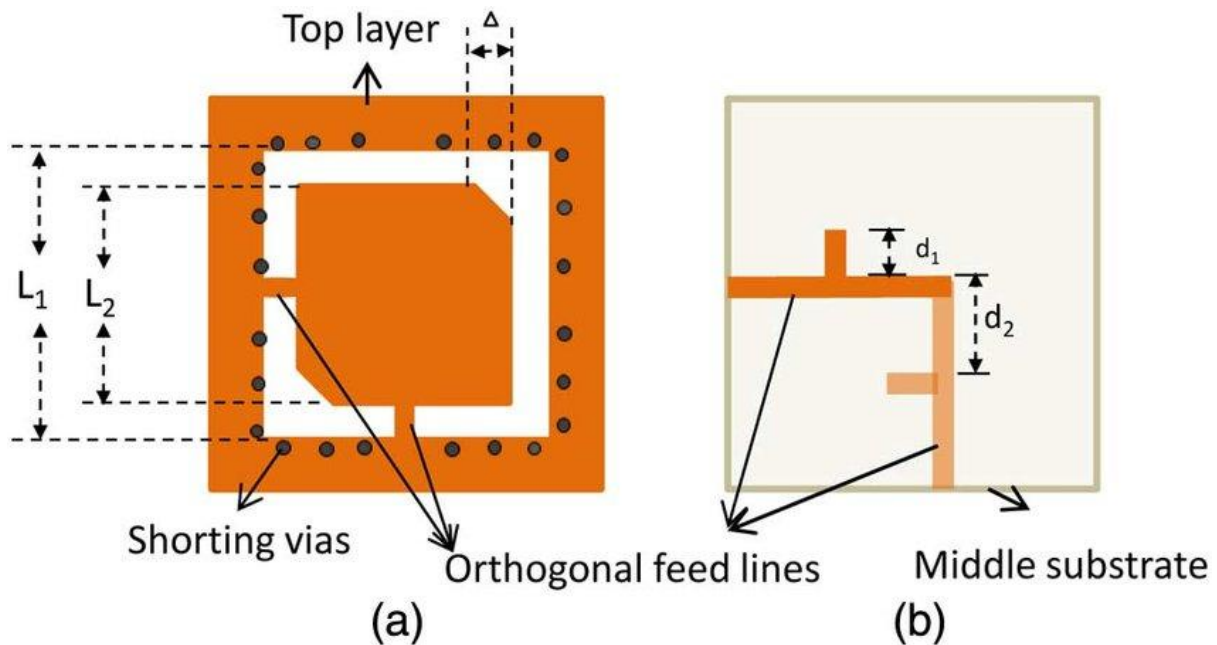 Top layer
Δ
L₁
L₂
d₁
d₂
Shorting vias
Orthogonal feed lines
Middle substrate
(a)
(b)